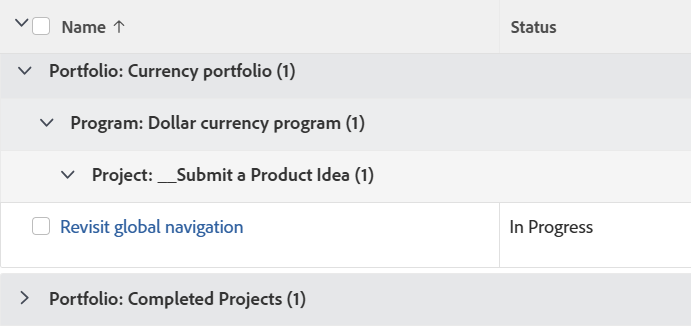 Name ↑ Status
Portfolio: Currency portfolio (1)
Program: Dollar currency program (1)
Project: __Submit a Product Idea (1)
Revisit global navigation In Progress
Portfolio: Completed Projects (1)